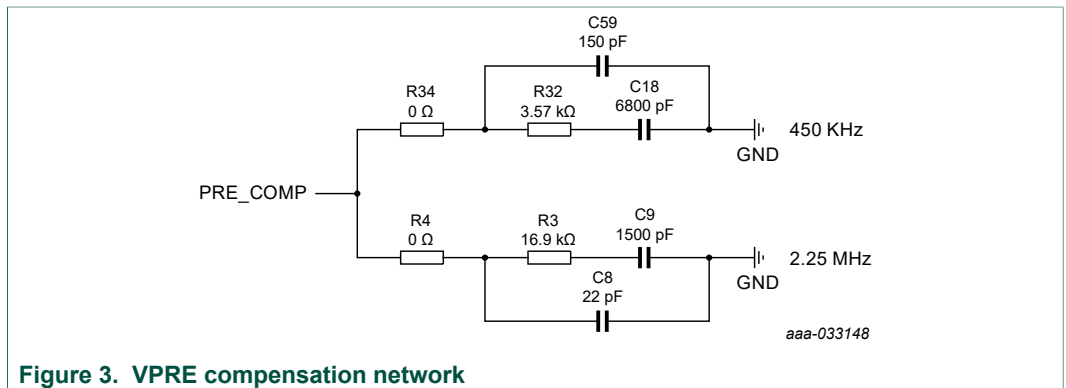 C59
150 pF
R34
0 Ω
R32
3.57 kΩ
C18
6800 pF
450 KHz
GND
PRE_COMP
R4
0 Ω
R3
16.9 kΩ
C9
1500 pF
2.25 MHz
GND
C8
22 pF
aaa-033148
Figure 3. VPRE compensation network